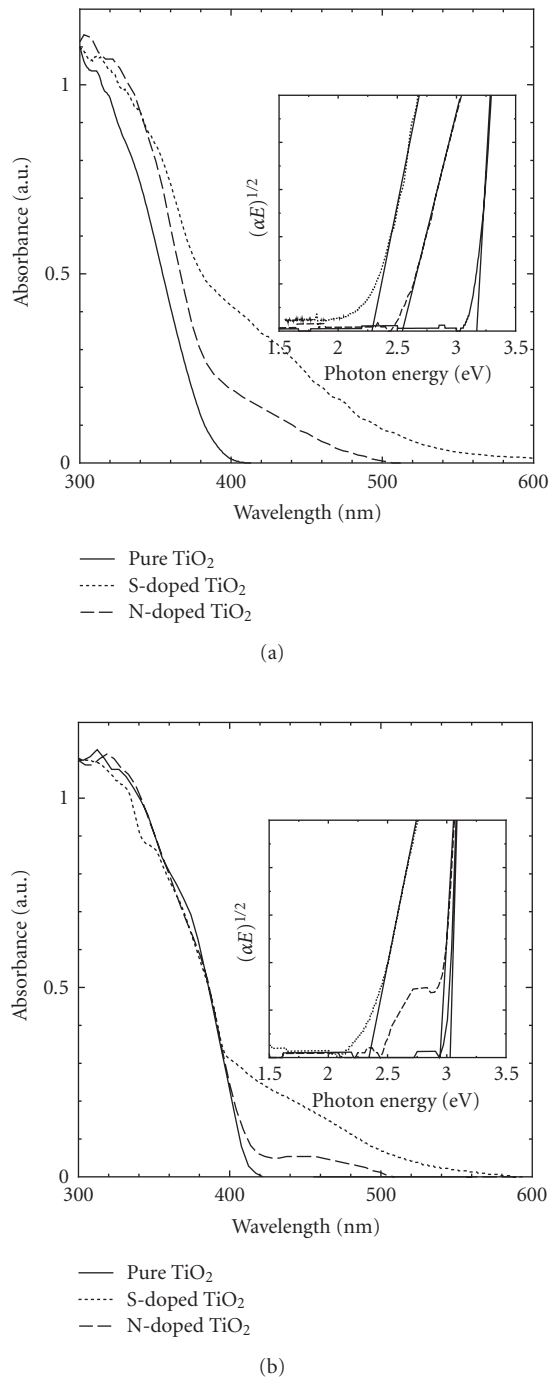 1
0.5
0
Absorbance (a.u.)
300
400
500
600
Wavelength (nm)
(αE)^{1/2}
1.5
2
2.5
3
3.5
Photon energy (eV)
Pure TiO₂
S-doped TiO₂
N-doped TiO₂
(a)
1
0.5
0
Absorbance (a.u.)
300
400
500
600
Wavelength (nm)
(αE)^{1/2}
1.5
2
2.5
3
3.5
Photon energy (eV)
Pure TiO₂
S-doped TiO₂
N-doped TiO₂
(b)